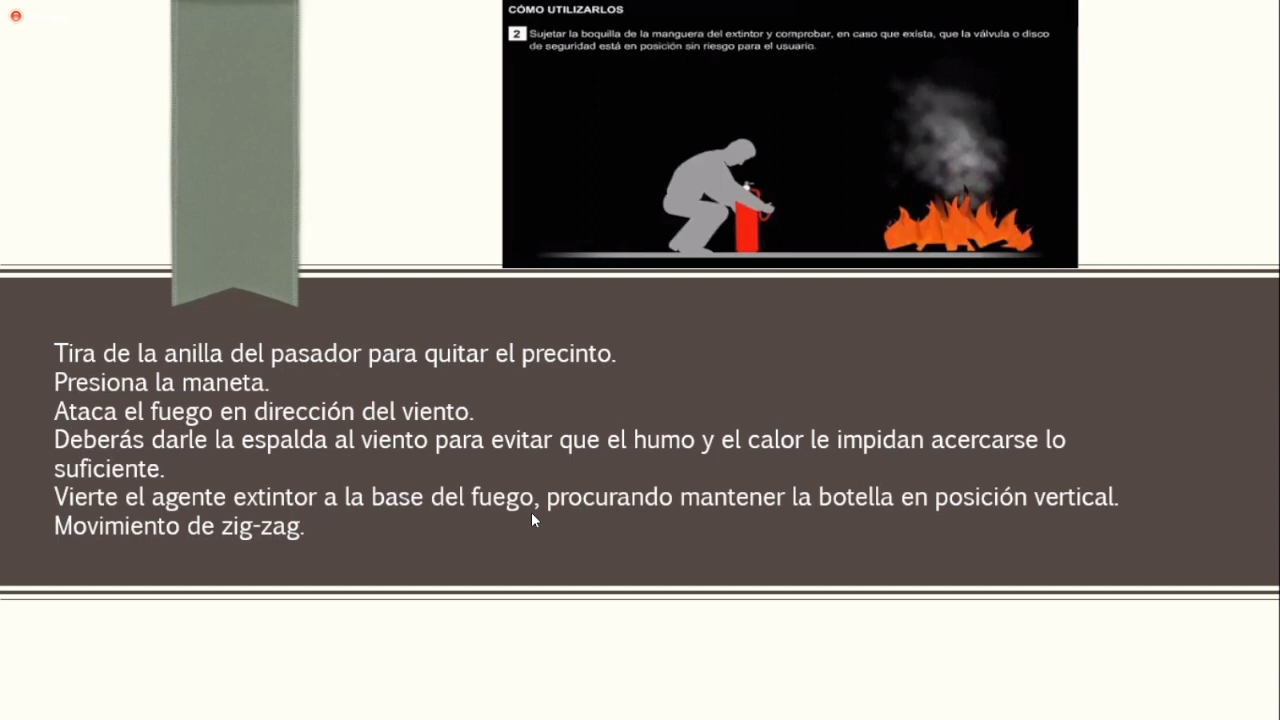 CÓMO UTILIZARLOS
2 Sujetar la boquilla de la manguera del extintor y comprobar, en caso que exista, que la válvula o disco
de seguridad está en posición sin riesgo para el usuario.
Tira de la anilla del pasador para quitar el precinto.
Presiona la maneta.
Ataca el fuego en dirección del viento.
Deberás darle la espalda al viento para evitar que el humo y el calor le impidan acercarse lo
suficiente.
Vierte el agente extintor a la base del fuego, procurando mantener la botella en posición vertical.
Movimiento de zig-zag.